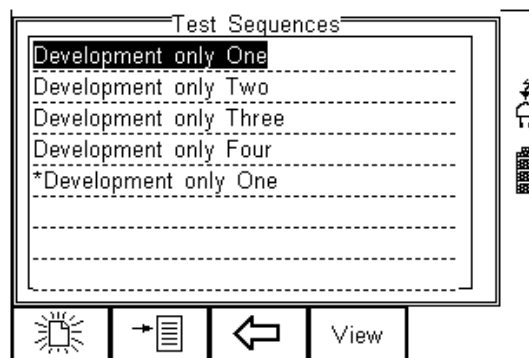 Test Sequences
Development only One
Development only Two
Development only Three
Development only Four
*Development only One
View